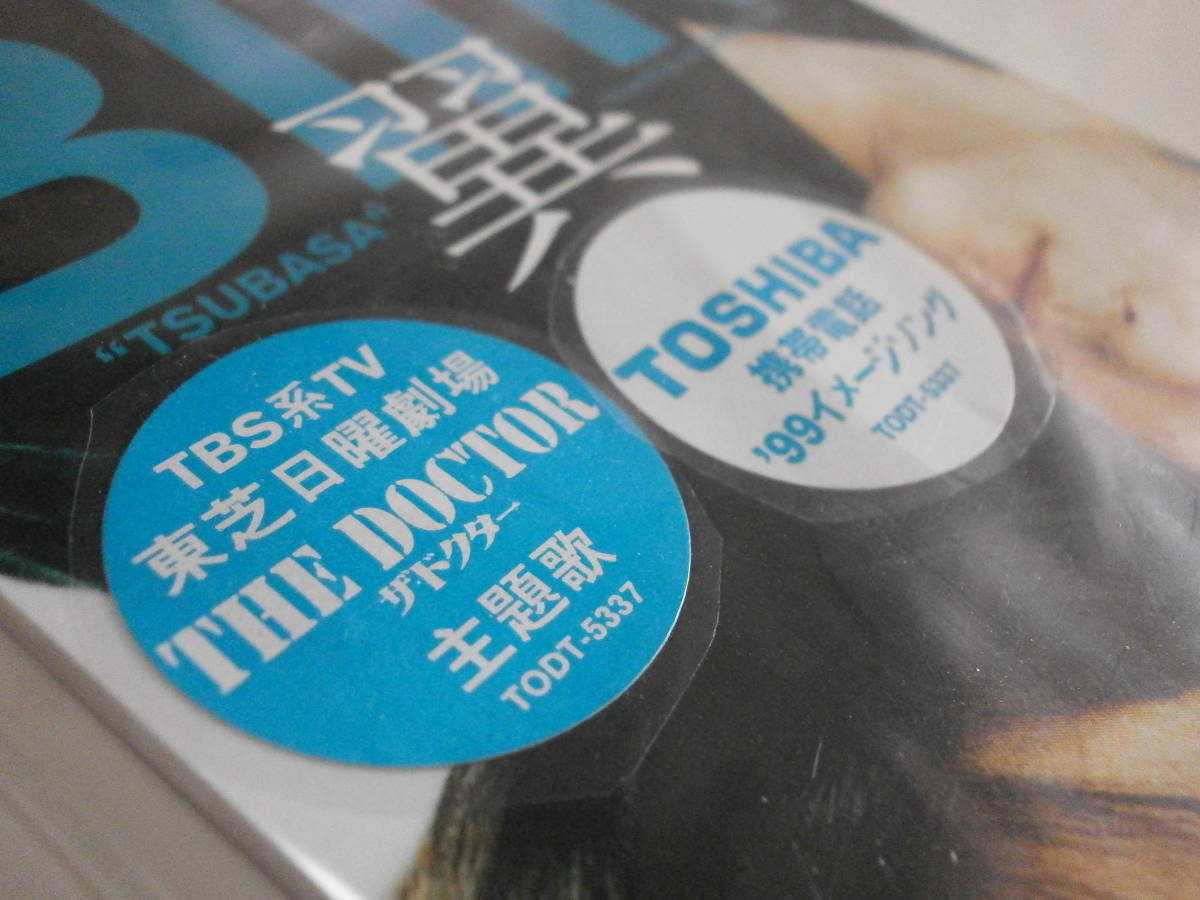 翼
“TSUBASA”
TOSHIBA
携帯電話
'99イメージソング
TODT-5337
TBS系TV
東芝日曜劇場
THE DOCTOR
ザ・ドクター
主題歌
TODT-5337